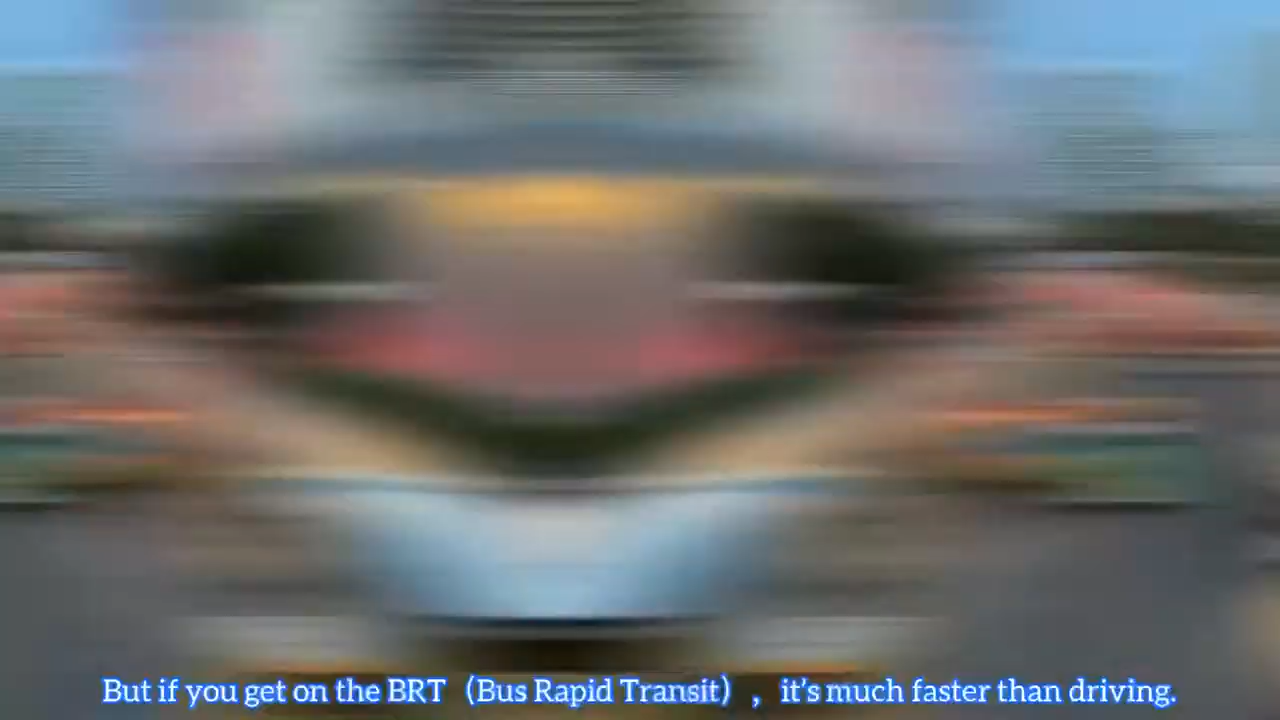 But if you get on the BRT（Bus Rapid Transit）, it's much faster than driving.